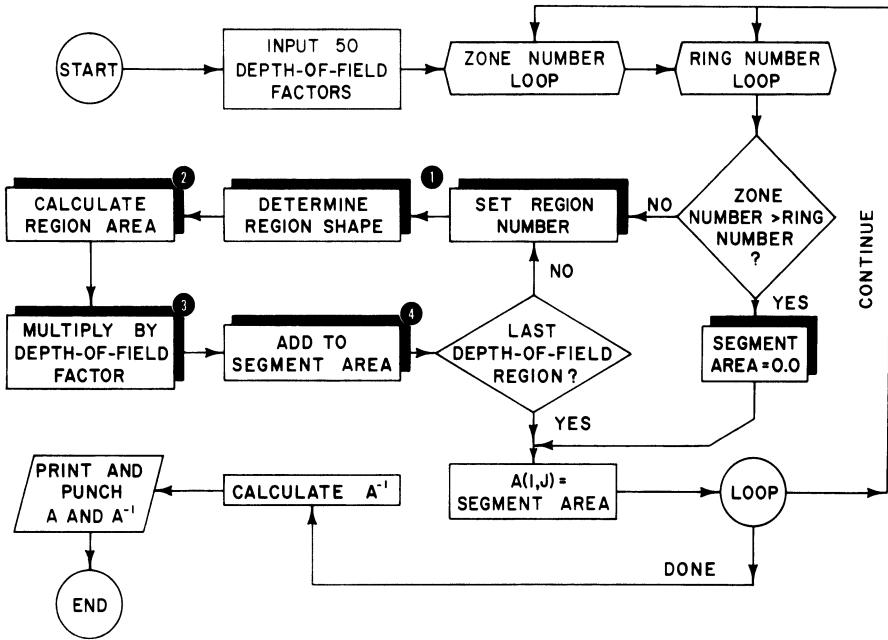 START
INPUT 50
DEPTH-OF-FIELD
FACTORS
ZONE NUMBER
LOOP
RING NUMBER
LOOP
2
CALCULATE
REGION AREA
DETERMINE
REGION SHAPE
1
SET REGION
NUMBER
NO
ZONE
NUMBER >RING
NUMBER
?
CONTINUE
NO
YES
3
MULTIPLY BY
DEPTH-OF-FIELD
FACTOR
4
ADD TO
SEGMENT AREA
LAST
DEPTH-OF-FIELD
REGION?
SEGMENT
AREA=0.0
YES
PRINT AND
PUNCH
A AND A⁻¹
CALCULATE A⁻¹
A(I,J)=
SEGMENT AREA
LOOP
DONE
END